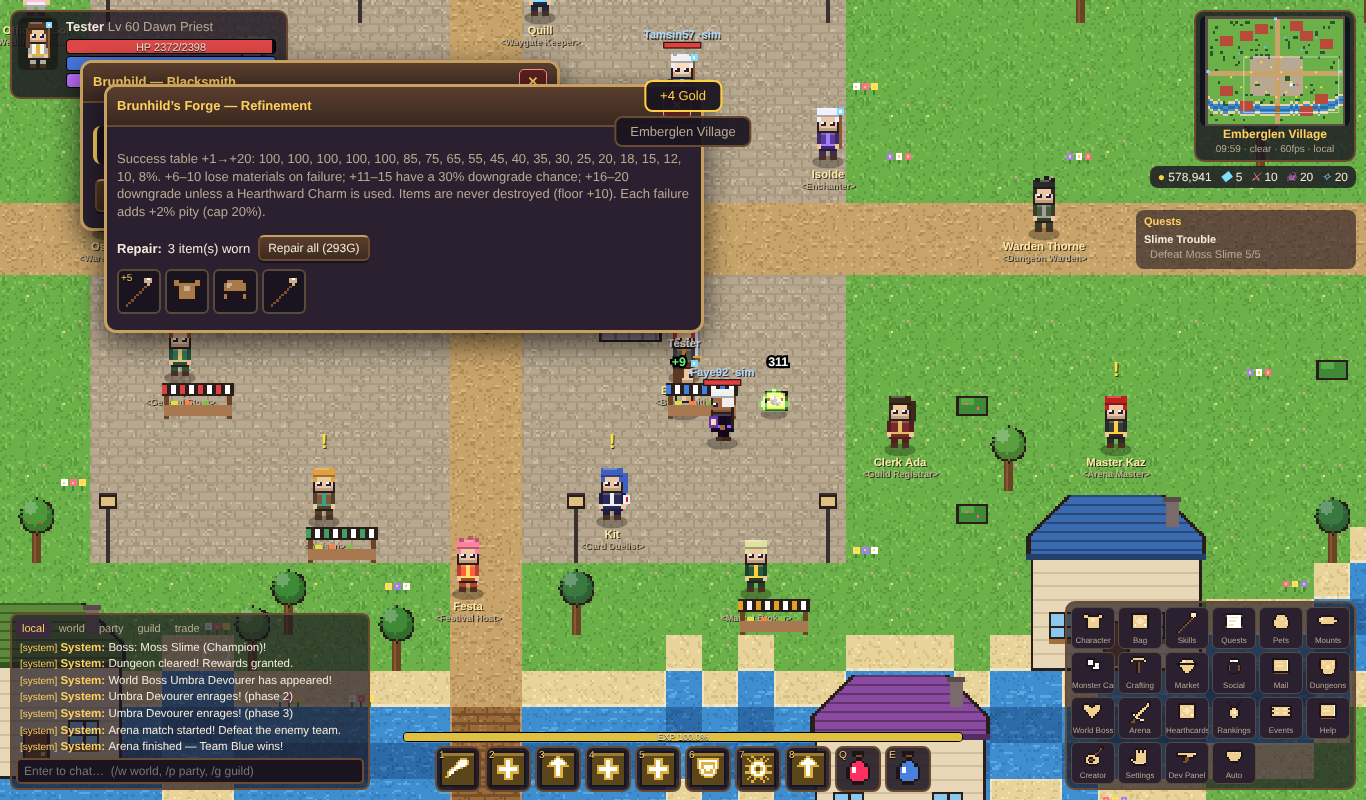 Tester Lv 60 Dawn Priest
HP 2372/2398
Quill
<Waygate Keeper>
Tamsin57 ·sim
Brunhild — Blacksmith
×
Brunhild's Forge — Refinement
+4 Gold
Emberglen Village
Success table +1→+20: 100, 100, 100, 100, 100, 85, 75, 65, 55, 45, 40, 35, 30, 25, 20, 18, 15, 12,
10, 8%. +6–10 lose materials on failure; +11–15 have a 30% downgrade chance; +16–20
downgrade unless a Hearthward Charm is used. Items are never destroyed (floor +10). Each failure
adds +2% pity (cap 20%).
Repair: 3 item(s) worn
Repair all (293G)
+5
Isolde
<Enchanter>
Warden Thorne
<Dungeon Warden>
Emberglen Village
09:59 · clear · 60fps · local
578,941 5 10 20 20
Quests
Slime Trouble
Defeat Moss Slime 5/5
Tester
+9
311
Faye92 ·sim
!
!
!
Clerk Ada
<Guild Registrar>
Master Kaz
<Arena Master>
Kit
<Card Duelist>
Festa
<Festival Host>
local world party guild trade
[system] System: Boss: Moss Slime (Champion)!
[system] System: Dungeon cleared! Rewards granted.
[system] System: World Boss Umbra Devourer has appeared!
[system] System: Umbra Devourer enrages! (phase 2)
[system] System: Umbra Devourer enrages! (phase 3)
[system] System: Arena match started! Defeat the enemy team.
[system] System: Arena finished — Team Blue wins!
Enter to chat… (/w world, /p party, /g guild)
EXP 100.0%
1 2 3 4 5 6 7 8 Q E
Character Bag Skills Quests Pets Mounts
Monster Ca Crafting Market Social Mail Dungeons
World Boss Arena Hearthcards Rankings Events Help
Creator Settings Dev Panel Auto